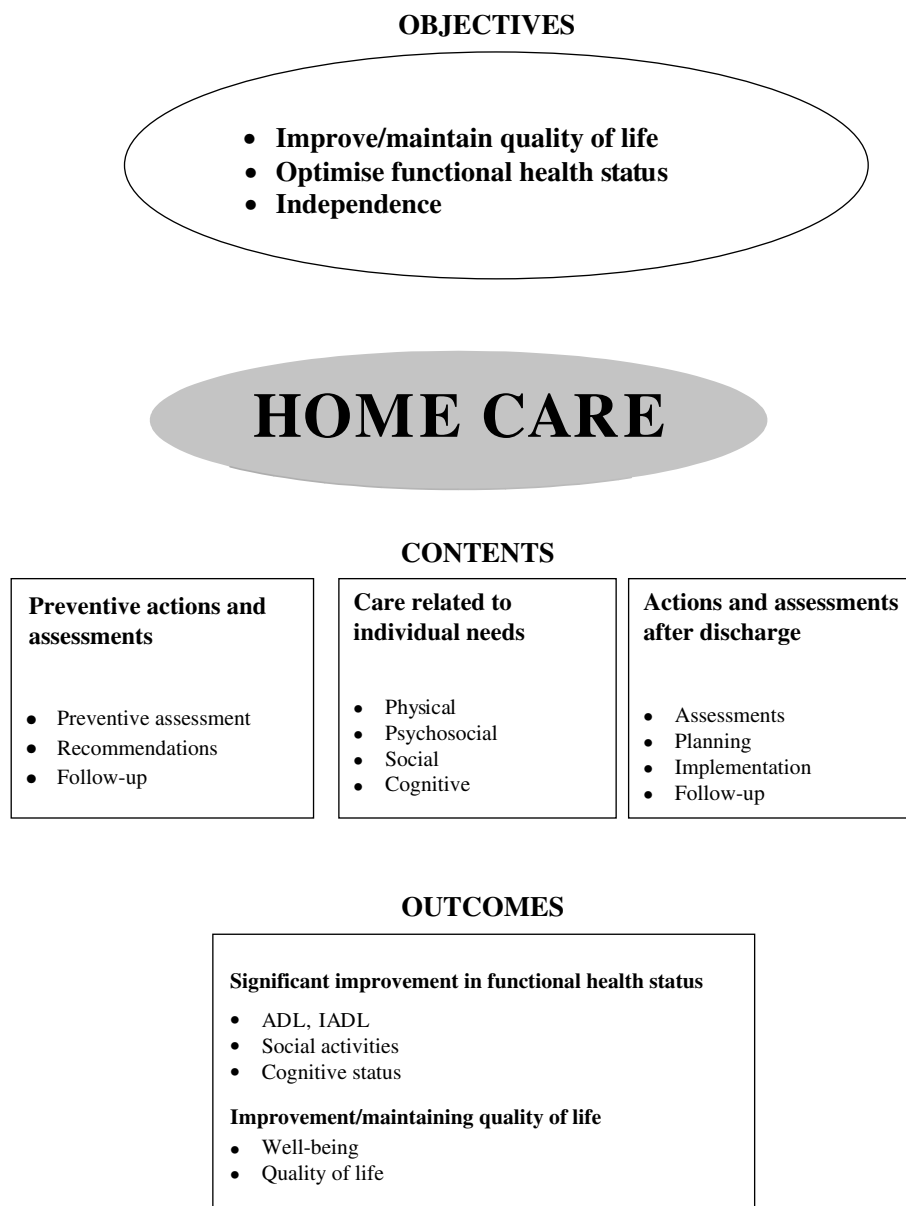 OBJECTIVES
• Improve/maintain quality of life
• Optimise functional health status
• Independence
HOME CARE
CONTENTS
Preventive actions and
assessments
• Preventive assessment
• Recommendations
• Follow-up
Care related to
individual needs
• Physical
• Psychosocial
• Social
• Cognitive
Actions and assessments
after discharge
• Assessments
• Planning
• Implementation
• Follow-up
OUTCOMES
Significant improvement in functional health status
• ADL, IADL
• Social activities
• Cognitive status
Improvement/maintaining quality of life
• Well-being
• Quality of life